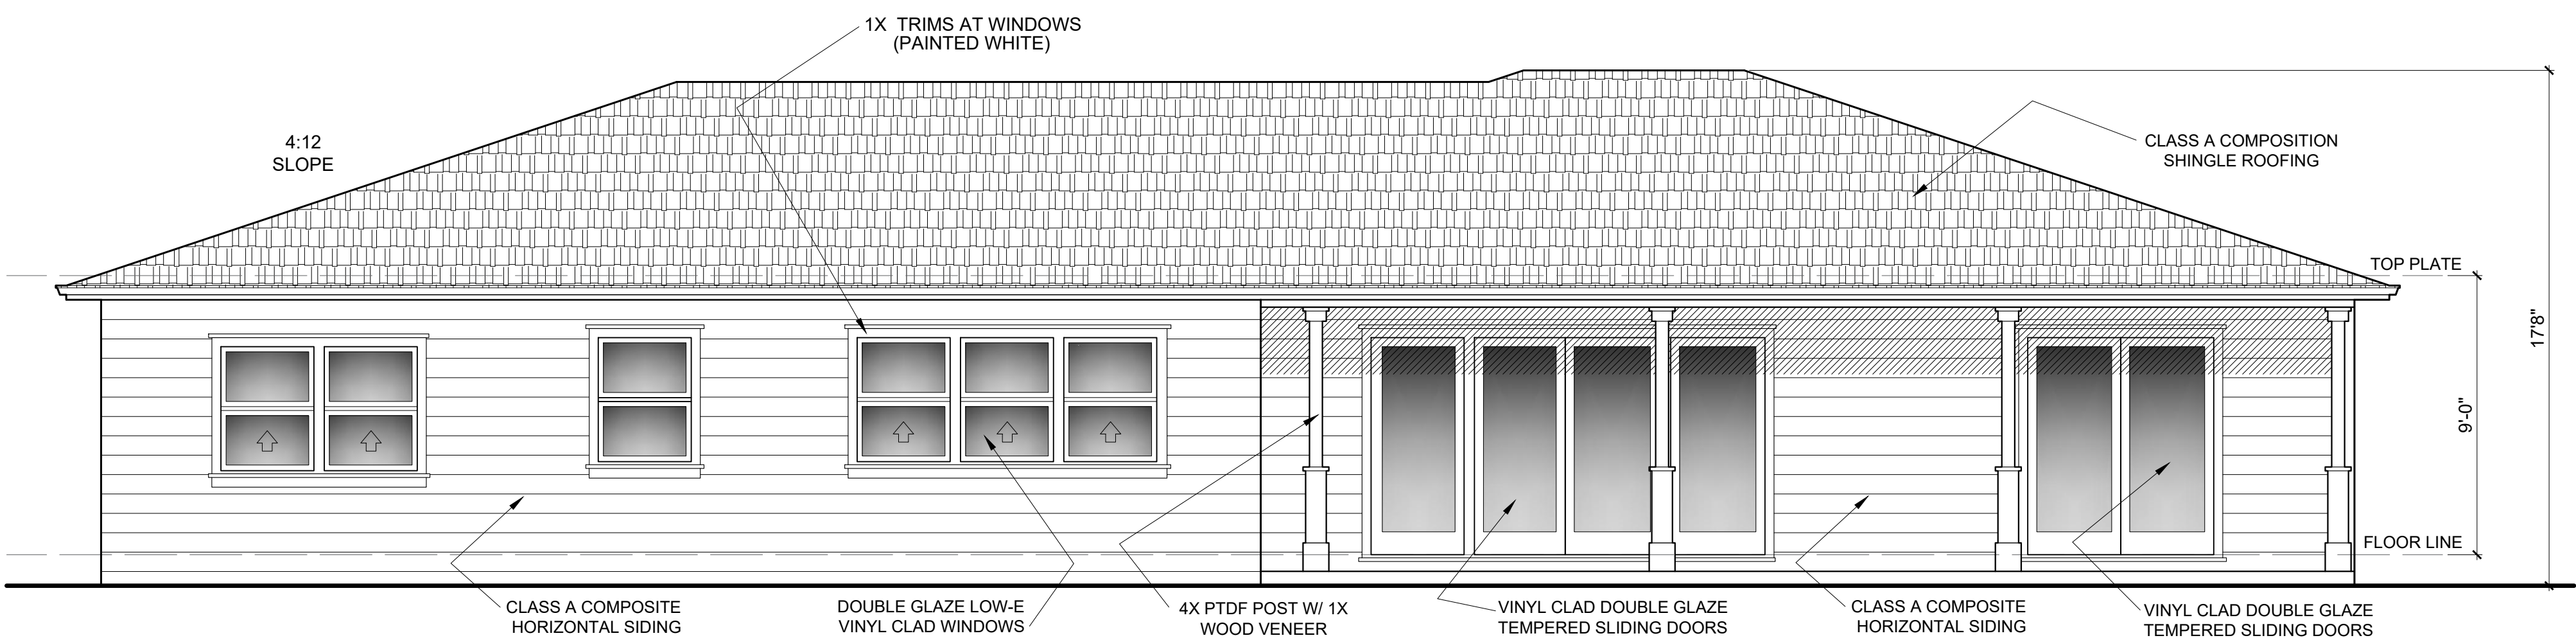 1X TRIMS AT WINDOWS
(PAINTED WHITE)
4:12
SLOPE
CLASS A COMPOSITION
SHINGLE ROOFING
TOP PLATE
17'8"
9'-0"
FLOOR LINE
CLASS A COMPOSITE
HORIZONTAL SIDING
DOUBLE GLAZE LOW-E
VINYL CLAD WINDOWS
4X PTDF POST W/ 1X
WOOD VENEER
VINYL CLAD DOUBLE GLAZE
TEMPERED SLIDING DOORS
CLASS A COMPOSITE
HORIZONTAL SIDING
VINYL CLAD DOUBLE GLAZE
TEMPERED SLIDING DOORS